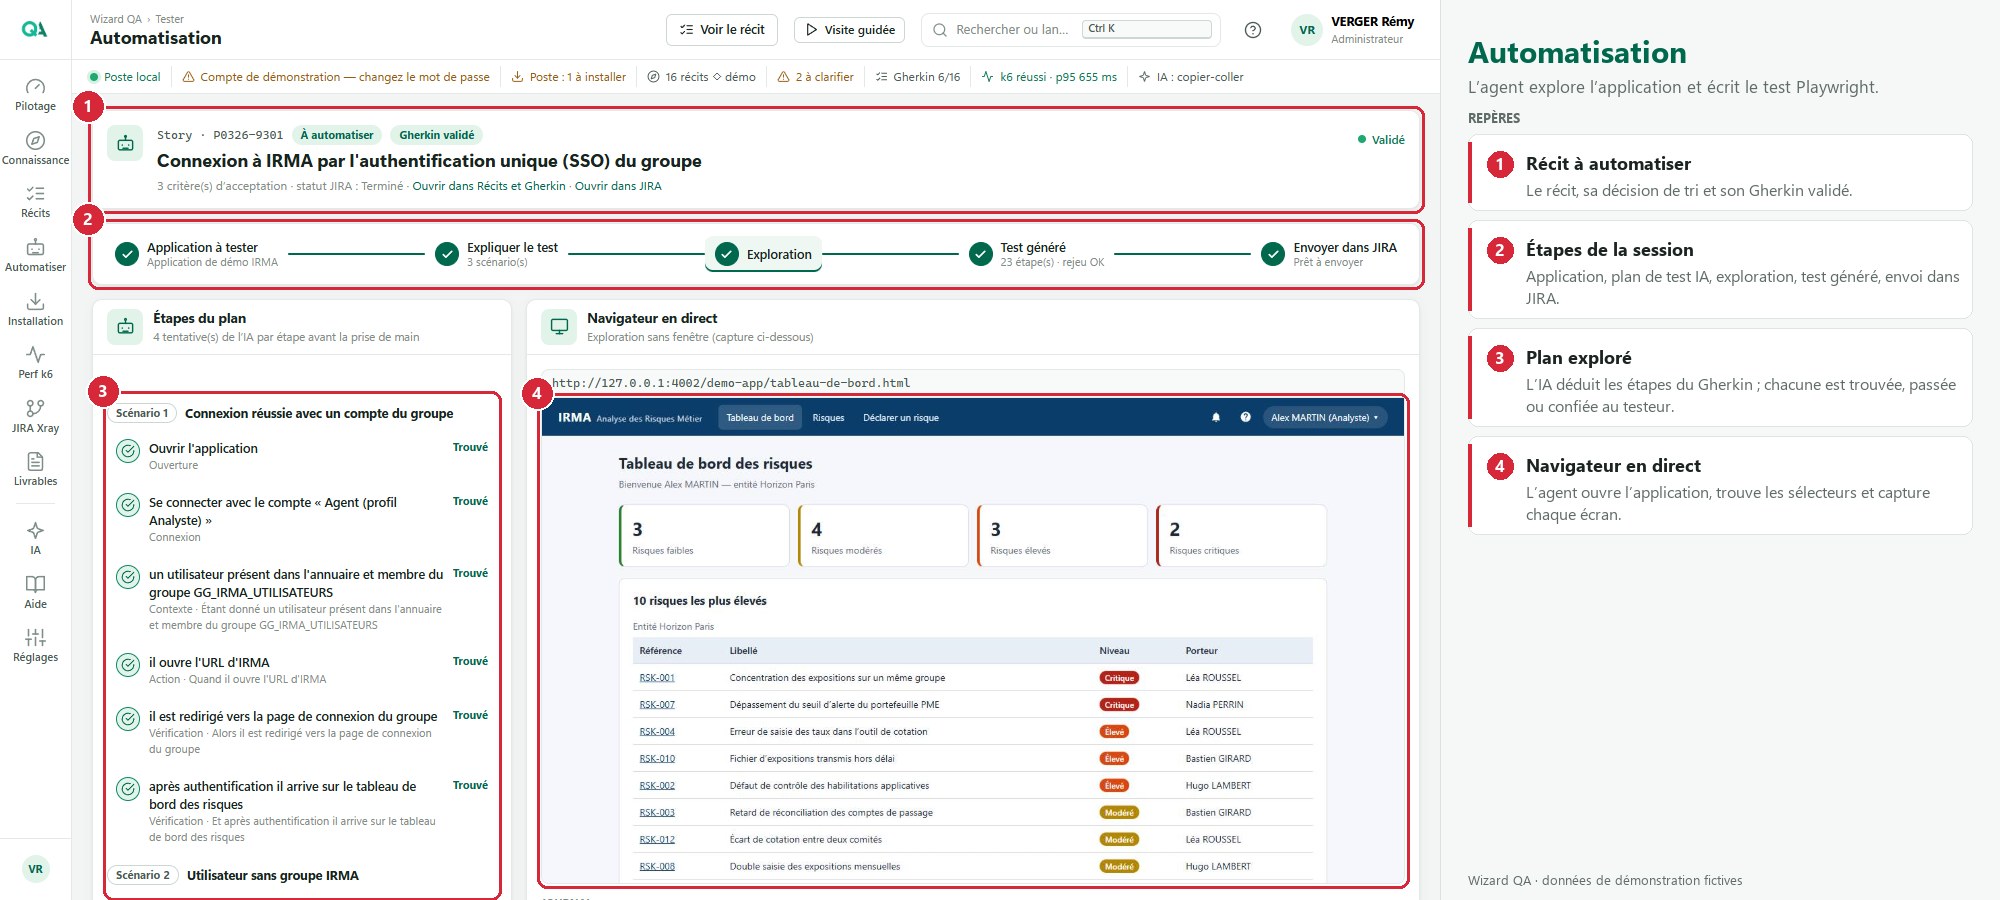 QA
Wizard QA › Tester
Automatisation
Voir le récit
Visite guidée
Rechercher ou lan...
Ctrl K
VR
VERGER Rémy
Administrateur
Poste local
Compte de démonstration — changez le mot de passe
Poste : 1 à installer
16 récits ◇ démo
2 à clarifier
Gherkin 6/16
k6 réussi · p95 655 ms
IA : copier-coller
Pilotage
Connaissance
Récits
Automatiser
Installation
Perf k6
JIRA Xray
Livrables
IA
Aide
Réglages
VR
1
Story · P0326-9301
À automatiser
Gherkin validé
Validé
Connexion à IRMA par l'authentification unique (SSO) du groupe
3 critère(s) d'acceptation · statut JIRA : Terminé · Ouvrir dans Récits et Gherkin · Ouvrir dans JIRA
2
Application à tester
Application de démo IRMA
Expliquer le test
3 scénario(s)
Exploration
Test généré
23 étape(s) · rejeu OK
Envoyer dans JIRA
Prêt à envoyer
Étapes du plan
4 tentative(s) de l'IA par étape avant la prise de main
3
Scénario 1
Connexion réussie avec un compte du groupe
Ouvrir l'application
Trouvé
Ouverture
Se connecter avec le compte « Agent (profil
Trouvé
Analyste) »
Connexion
un utilisateur présent dans l'annuaire et membre du
Trouvé
groupe GG_IRMA_UTILISATEURS
Contexte · Étant donné un utilisateur présent dans l'annuaire
et membre du groupe GG_IRMA_UTILISATEURS
il ouvre l'URL d'IRMA
Trouvé
Action · Quand il ouvre l'URL d'IRMA
il est redirigé vers la page de connexion du groupe
Trouvé
Vérification · Alors il est redirigé vers la page de connexion
du groupe
après authentification il arrive sur le tableau de
Trouvé
bord des risques
Vérification · Et après authentification il arrive sur le tableau
de bord des risques
Scénario 2
Utilisateur sans groupe IRMA
Navigateur en direct
Exploration sans fenêtre (capture ci-dessous)
4
http://127.0.0.1:4002/demo-app/tableau-de-bord.html
IRMA Analyse des Risques Métier
Tableau de bord
Risques
Déclarer un risque
Alex MARTIN (Analyste)
Tableau de bord des risques
Bienvenue Alex MARTIN — entité Horizon Paris
3
Risques faibles
4
Risques modérés
3
Risques élevés
2
Risques critiques
10 risques les plus élevés
Entité Horizon Paris
Référence Libellé Niveau Porteur
RSK-001 Concentration des expositions sur un même groupe Critique Léa ROUSSEL
RSK-007 Dépassement du seuil d'alerte du portefeuille PME Critique Nadia PERRIN
RSK-004 Erreur de saisie des taux dans l'outil de cotation Élevé Léa ROUSSEL
RSK-010 Fichier d'expositions transmis hors délai Élevé Bastien GIRARD
RSK-002 Défaut de contrôle des habilitations applicatives Élevé Hugo LAMBERT
RSK-003 Retard de réconciliation des comptes de passage Modéré Bastien GIRARD
RSK-012 Écart de cotation entre deux comités Modéré Léa ROUSSEL
RSK-008 Double saisie des expositions mensuelles Modéré Hugo LAMBERT
Automatisation
L'agent explore l'application et écrit le test Playwright.
REPÈRES
1
Récit à automatiser
Le récit, sa décision de tri et son Gherkin validé.
2
Étapes de la session
Application, plan de test IA, exploration, test généré, envoi dans
JIRA.
3
Plan exploré
L'IA déduit les étapes du Gherkin ; chacune est trouvée, passée
ou confiée au testeur.
4
Navigateur en direct
L'agent ouvre l'application, trouve les sélecteurs et capture
chaque écran.
Wizard QA · données de démonstration fictives